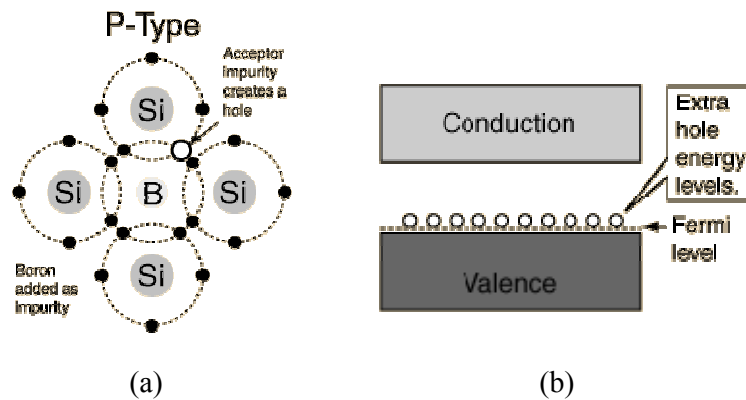 P-Type
Acceptor
impurity
creates a
hole
Si
Si
B
Si
Si
Boron
added as
impurity
(a)
Conduction
Extra
hole
energy
levels.
Fermi
level
Valence
(b)